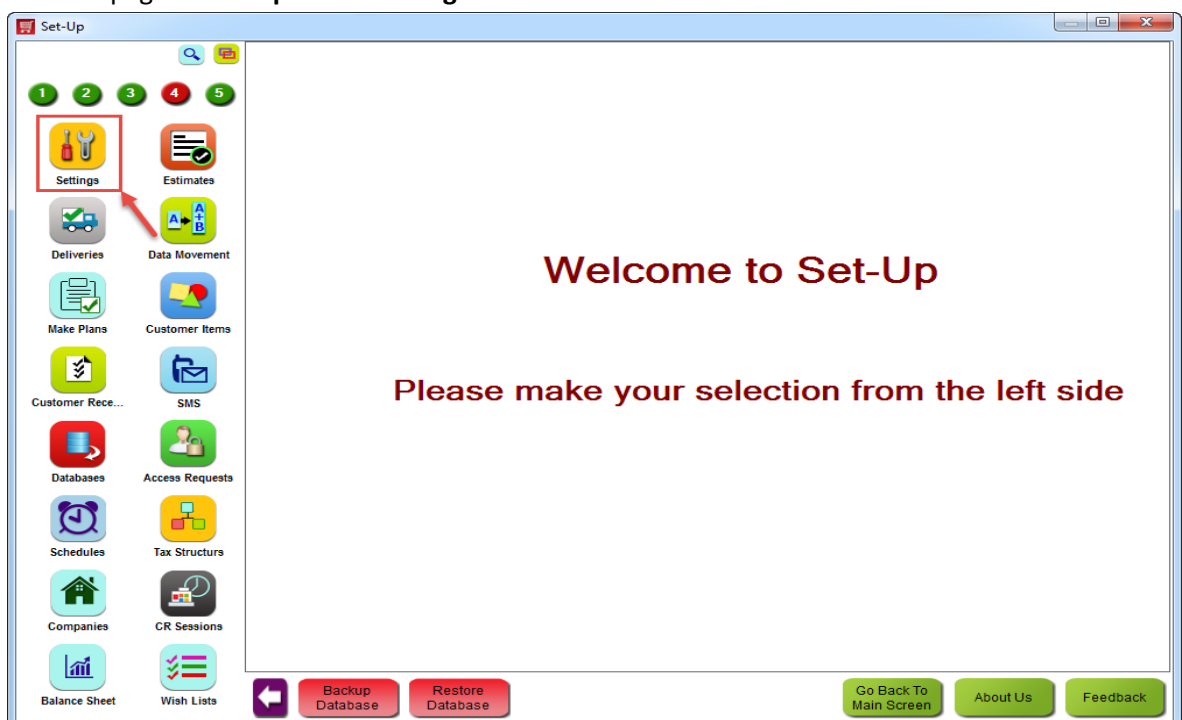 Set-Up
1 2 3 4 5
Settings Estimates
A A+B
Deliveries Data Movement
Make Plans Customer Items
Customer Rece... SMS
Databases Access Requests
Schedules Tax Structurs
Companies CR Sessions
Balance Sheet Wish Lists
Welcome to Set-Up
Please make your selection from the left side
Backup
Database
Restore
Database
Go Back To
Main Screen
About Us
Feedback